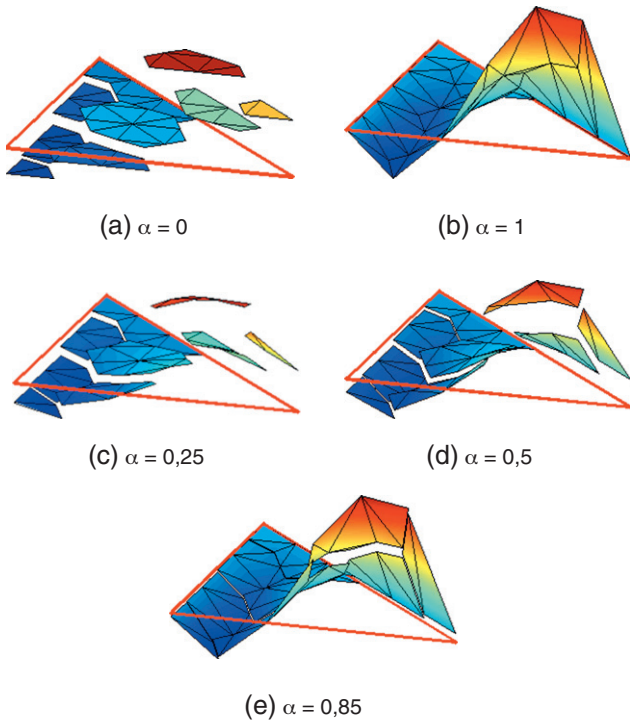 (a) α = 0
(b) α = 1
(c) α = 0,25
(d) α = 0,5
(e) α = 0,85